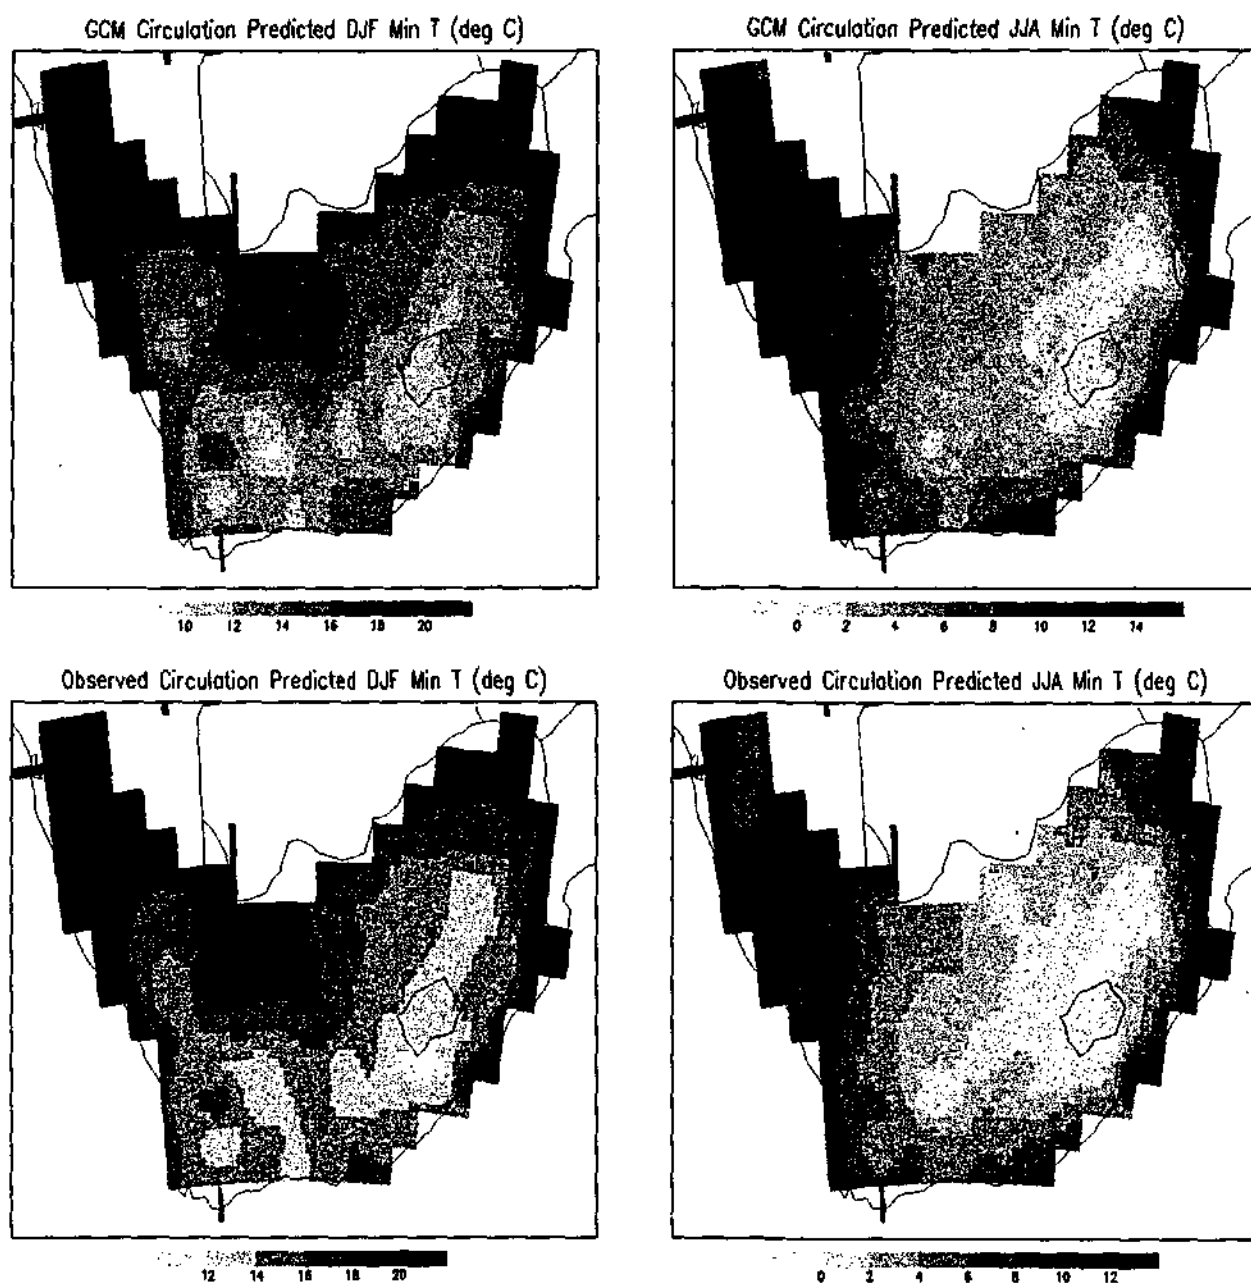 GCM Circulation Predicted DJF Min T (deg C)
GCM Circulation Predicted JJA Min T (deg C)
10 12 14 16 18 20
0 2 4 6 8 10 12 14
Observed Circulation Predicted DJF Min T (deg C)
Observed Circulation Predicted JJA Min T (deg C)
12 14 16 18 20
0 2 4 6 8 10 12